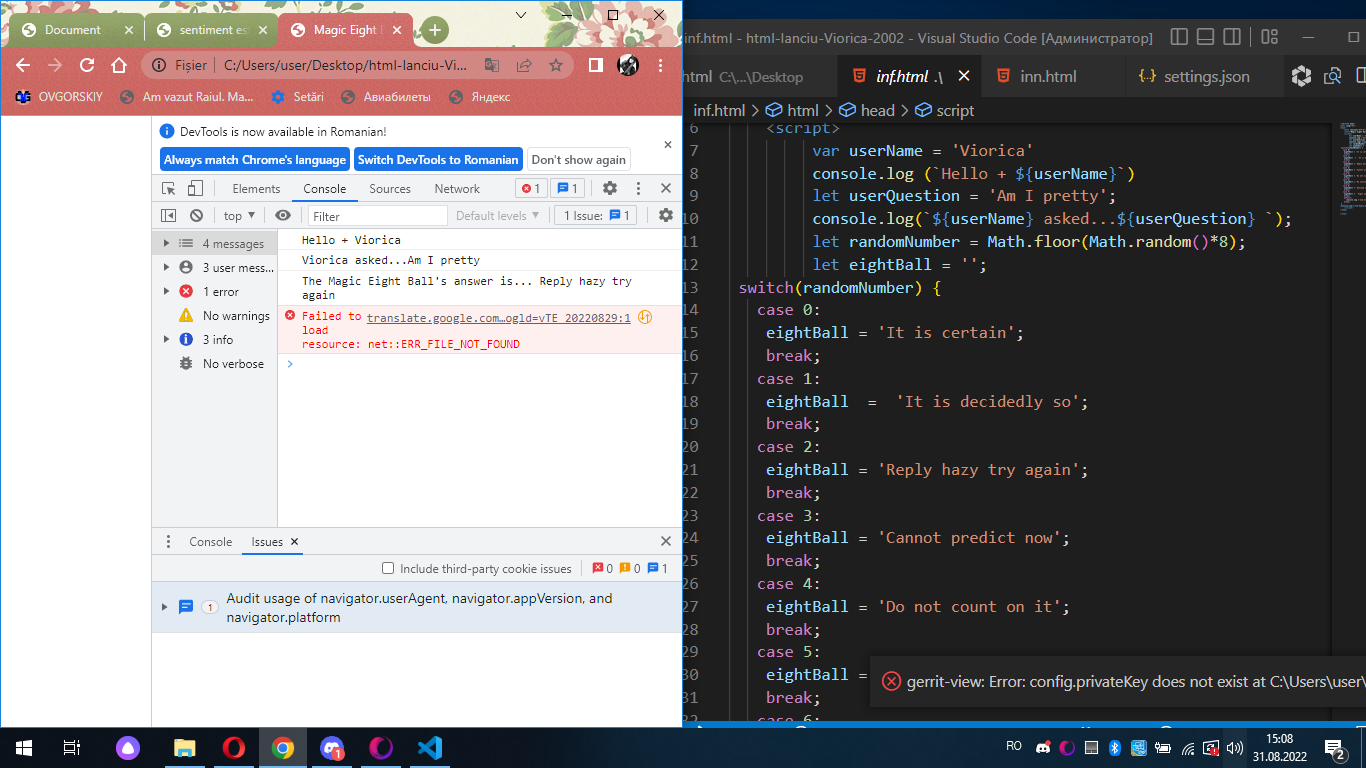 Document
sentiment es
Magic Eight
Fișier
C:/Users/user/Desktop/html-lanciu-Vi...
OVGORSKIY
Am vazut Raiul. Ma...
Setări
Авиабилеты
Яндекс
DevTools is now available in Romanian!
Always match Chrome's language
Switch DevTools to Romanian
Don't show again
Elements
Console
Sources
Network
1
1
top
Filter
Default levels
1 Issue:
1
4 messages
3 user mess...
1 error
No warnings
3 info
No verbose
Hello + Viorica
Viorica asked...Am I pretty
The Magic Eight Ball's answer is... Reply hazy try
again
Failed to translate.google.com…ogld=vTE_20220829:1
load
resource: net::ERR_FILE_NOT_FOUND
Console
Issues
Include third-party cookie issues
0
0
1
1
Audit usage of navigator.userAgent, navigator.appVersion, and
navigator.platform
inf.html - html-lanciu-Viorica-2002 - Visual Studio Code [Администратор]
html C:\...\Desktop
inf.html .\
inn.html
settings.json
inf.html > html > head > script
6 <script>
7 var userName = 'Viorica'
8 console.log (`Hello + ${userName}`)
9 let userQuestion = 'Am I pretty';
10 console.log(`${userName} asked...${userQuestion} `);
11 let randomNumber = Math.floor(Math.random()*8);
12 let eightBall = '';
13 switch(randomNumber) {
14 case 0:
15 eightBall = 'It is certain';
16 break;
17 case 1:
18 eightBall = 'It is decidedly so';
19 break;
20 case 2:
21 eightBall = 'Reply hazy try again';
22 break;
23 case 3:
24 eightBall = 'Cannot predict now';
25 break;
26 case 4:
27 eightBall = 'Do not count on it';
28 break;
29 case 5:
30 eightBall =
31 break;
32 case 6:
gerrit-view: Error: config.privateKey does not exist at C:\Users\user\
1
RO
15:08
31.08.2022
2